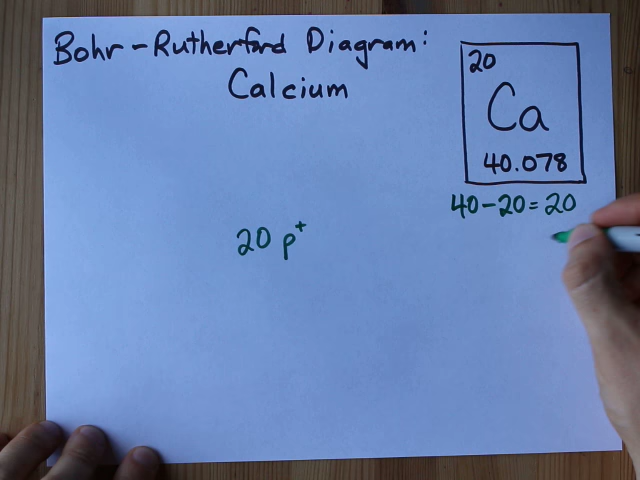 Bohr-Rutherford Diagram:
Calcium
20
Ca
40.078
40-20=20
20 p⁺